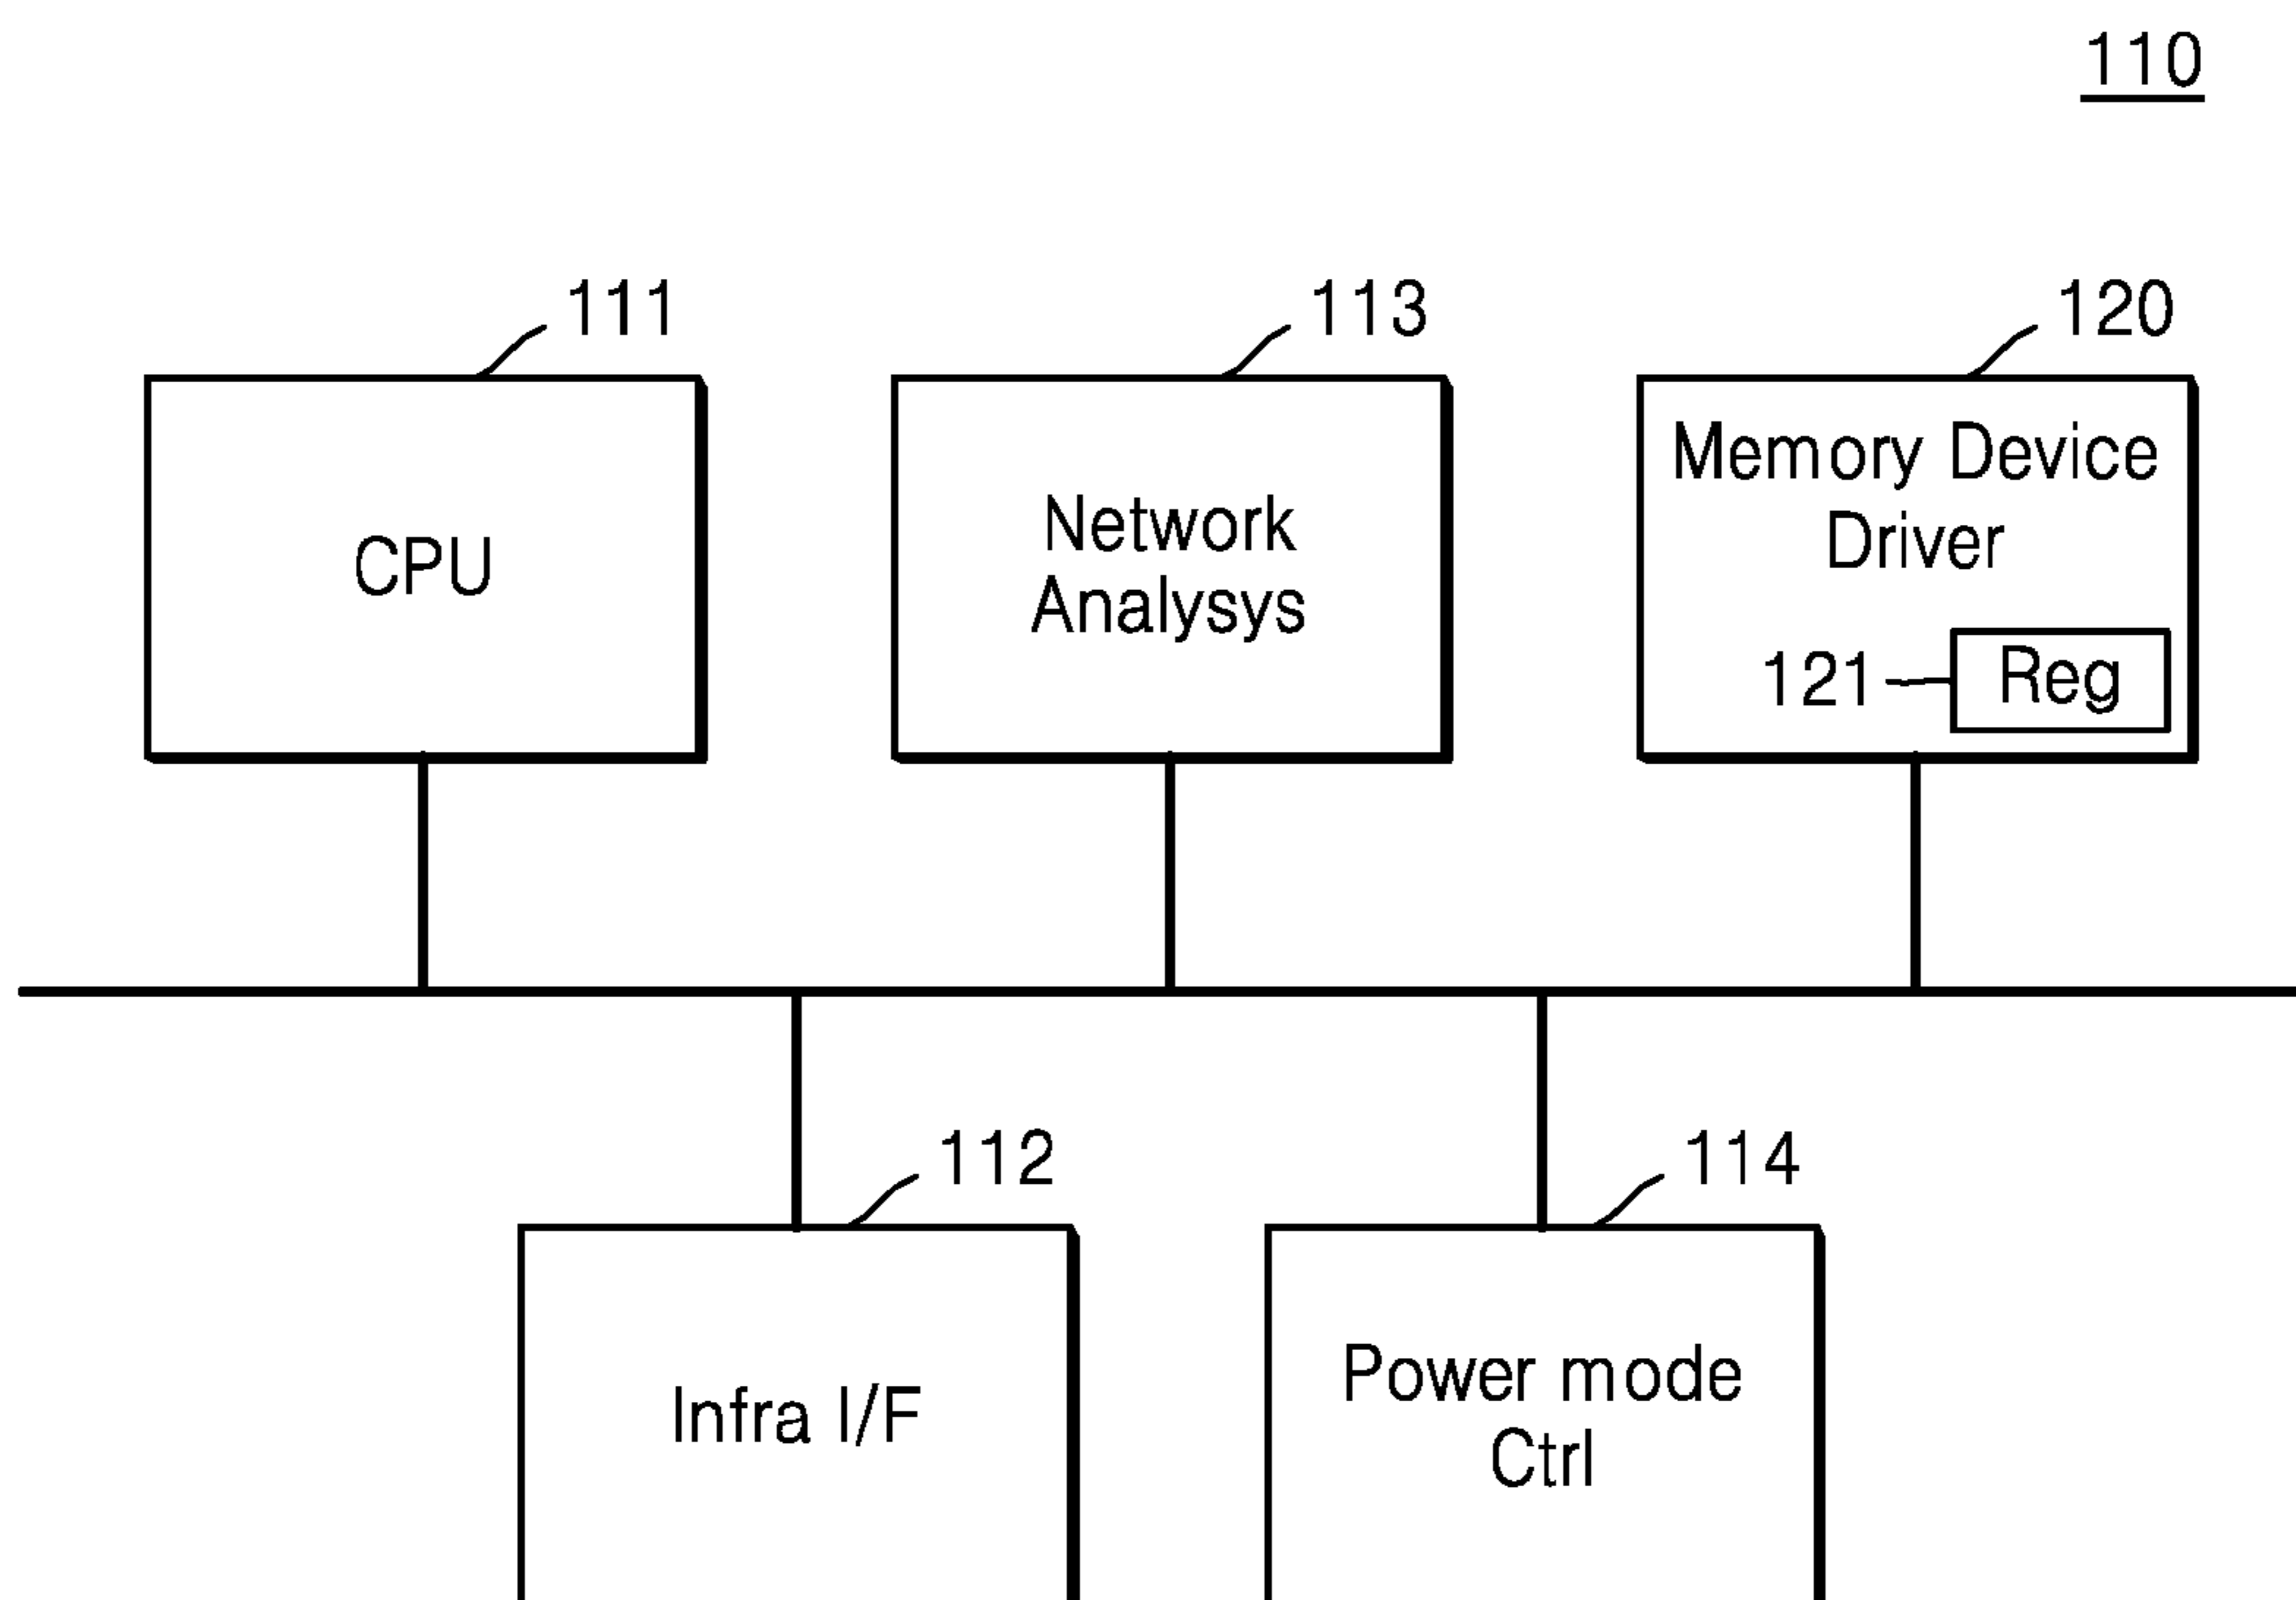 110
111
113
120
CPU
Network
Analysys
Memory Device
Driver
121
Reg
112
114
Infra I/F
Power mode
Ctrl